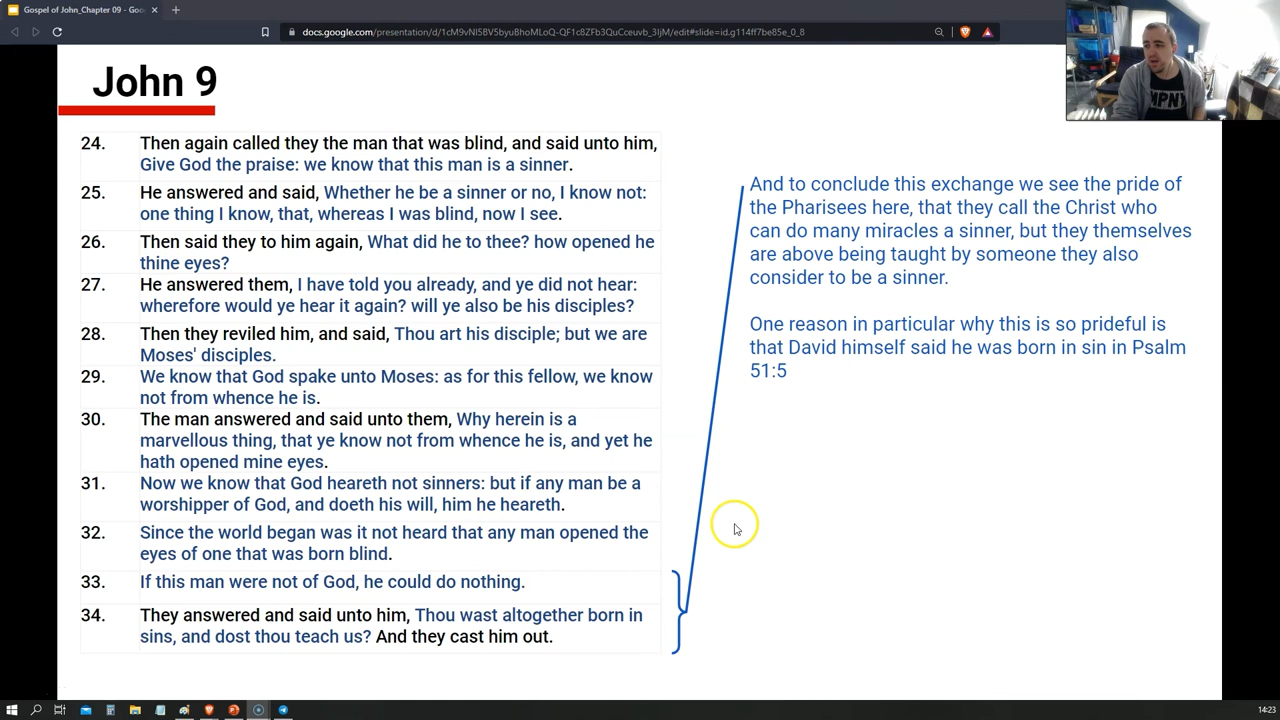 Gospel of John_Chapter 09 - Goo
docs.google.com/presentation/d/1cM9vNI5BV5byu8hoMLoQ-QF1c8ZFb3QuCceuvb_3IjM/edit#slide=id.g114ff7be85e_0_8
John 9
24. Then again called they the man that was blind, and said unto him,
Give God the praise: we know that this man is a sinner.
25. He answered and said, Whether he be a sinner or no, I know not:
one thing I know, that, whereas I was blind, now I see.
26. Then said they to him again, What did he to thee? how opened he
thine eyes?
27. He answered them, I have told you already, and ye did not hear:
wherefore would ye hear it again? will ye also be his disciples?
28. Then they reviled him, and said, Thou art his disciple; but we are
Moses' disciples.
29. We know that God spake unto Moses: as for this fellow, we know
not from whence he is.
30. The man answered and said unto them, Why herein is a
marvellous thing, that ye know not from whence he is, and yet he
hath opened mine eyes.
31. Now we know that God heareth not sinners: but if any man be a
worshipper of God, and doeth his will, him he heareth.
32. Since the world began was it not heard that any man opened the
eyes of one that was born blind.
33. If this man were not of God, he could do nothing.
34. They answered and said unto him, Thou wast altogether born in
sins, and dost thou teach us? And they cast him out.
And to conclude this exchange we see the pride of
the Pharisees here, that they call the Christ who
can do many miracles a sinner, but they themselves
are above being taught by someone they also
consider to be a sinner.
One reason in particular why this is so prideful is
that David himself said he was born in sin in Psalm
51:5
14:23